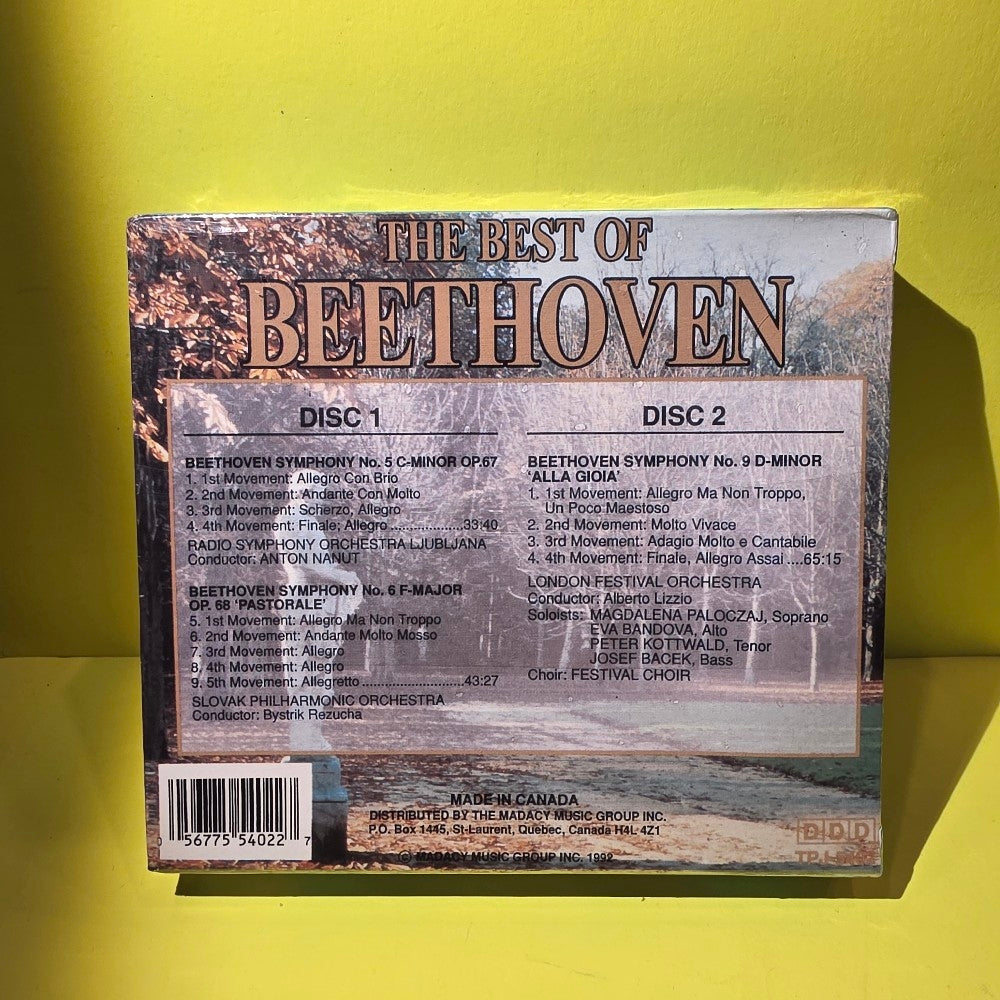 THE BEST OF
BEETHOVEN
DISC 1
BEETHOVEN SYMPHONY No. 5 C-MINOR OP.67
1. 1st Movement: Allegro Con Brio
2. 2nd Movement: Andante Con Molto
3. 3rd Movement: Scherzo, Allegro
4. 4th Movement: Finale; Allegro ..................33:40
RADIO SYMPHONY ORCHESTRA LJUBLJANA
Conductor: ANTON NANUT
BEETHOVEN SYMPHONY No. 6 F-MAJOR
OP. 68 'PASTORALE'
5. 1st Movement: Allegro Ma Non Troppo
6. 2nd Movement: Andante Molto Mosso
7. 3rd Movement: Allegro
8. 4th Movement: Allegro
9. 5th Movement: Allegretto ..........................43:27
SLOVAK PHILHARMONIC ORCHESTRA
Conductor: Bystrik Rezucha
DISC 2
BEETHOVEN SYMPHONY No. 9 D-MINOR
'ALLA GIOIA'
1. 1st Movement: Allegro Ma Non Troppo,
Un Poco Maestoso
2. 2nd Movement: Molto Vivace
3. 3rd Movement: Adagio Molto e Cantabile
4. 4th Movement: Finale, Allegro Assai ....65:15
LONDON FESTIVAL ORCHESTRA
Conductor: Alberto Lizzio
Soloists: MAGDALENA PALOCZAJ, Soprano
EVA BANDOVA, Alto
PETER KOTTWALD, Tenor
JOSEF BACEK, Bass
Choir: FESTIVAL CHOIR
0 56775 54022 7
MADE IN CANADA
DISTRIBUTED BY THE MADACY MUSIC GROUP INC.
P.O. Box 1445, St-Laurent, Quebec, Canada H4L 4Z1
© MADACY MUSIC GROUP INC. 1992
DDD